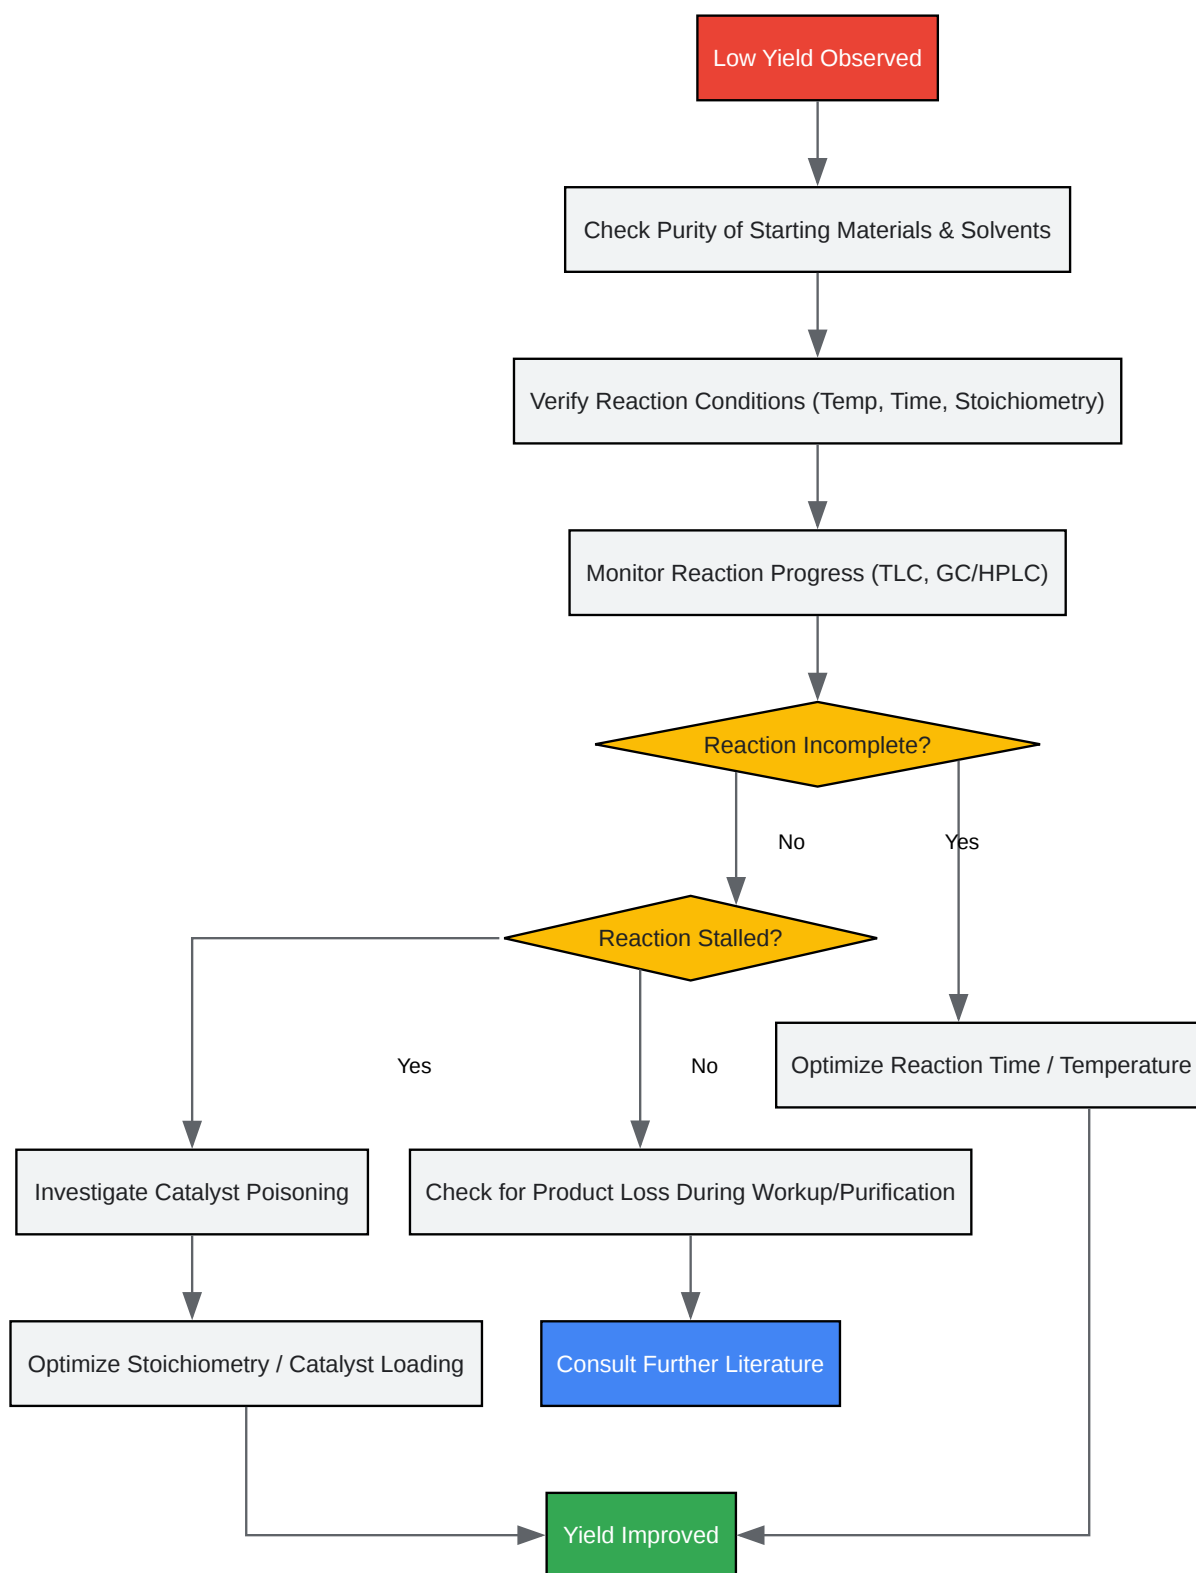 Low Yield Observed
Check Purity of Starting Materials & Solvents
Verify Reaction Conditions (Temp, Time, Stoichiometry)
Monitor Reaction Progress (TLC, GC/HPLC)
Reaction Incomplete?
No
Yes
Reaction Stalled?
Optimize Reaction Time / Temperature
Yes
No
Investigate Catalyst Poisoning
Check for Product Loss During Workup/Purification
Optimize Stoichiometry / Catalyst Loading
Consult Further Literature
Yield Improved